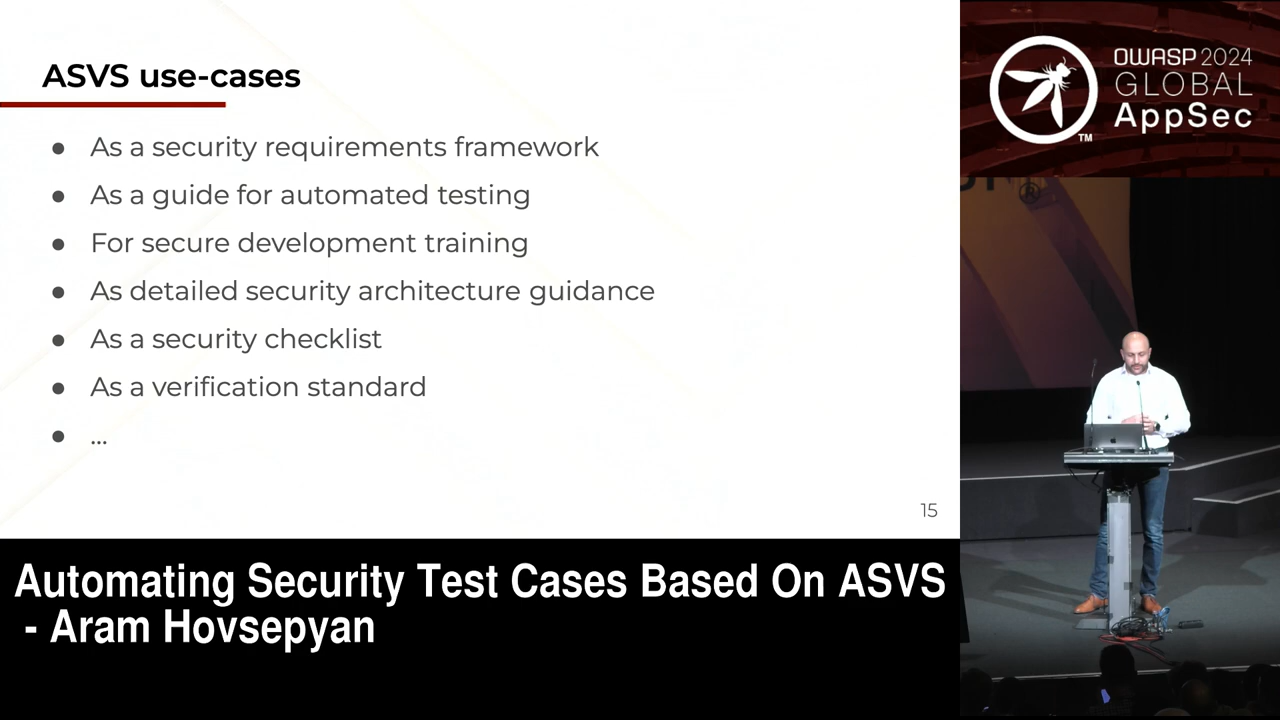 ASVS use-cases
● As a security requirements framework
● As a guide for automated testing
● For secure development training
● As detailed security architecture guidance
● As a security checklist
● As a verification standard
● ...
15
Automating Security Test Cases Based On ASVS
- Aram Hovsepyan
OWASP 2024
GLOBAL
AppSec
TM
®